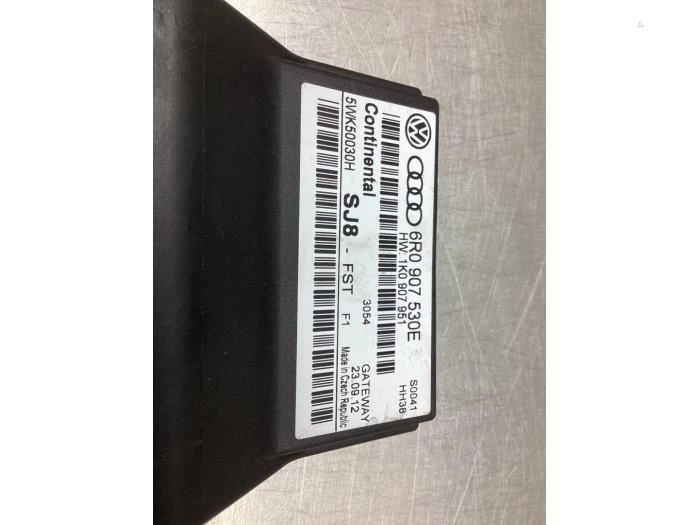 6R0 907 530E
HW: 1K0 907 951
S0041
HH38
Continental
5WK50030H
SJ8 - FST
3054
F1
GATEWAY
23.09.12
Made in Czech Republic